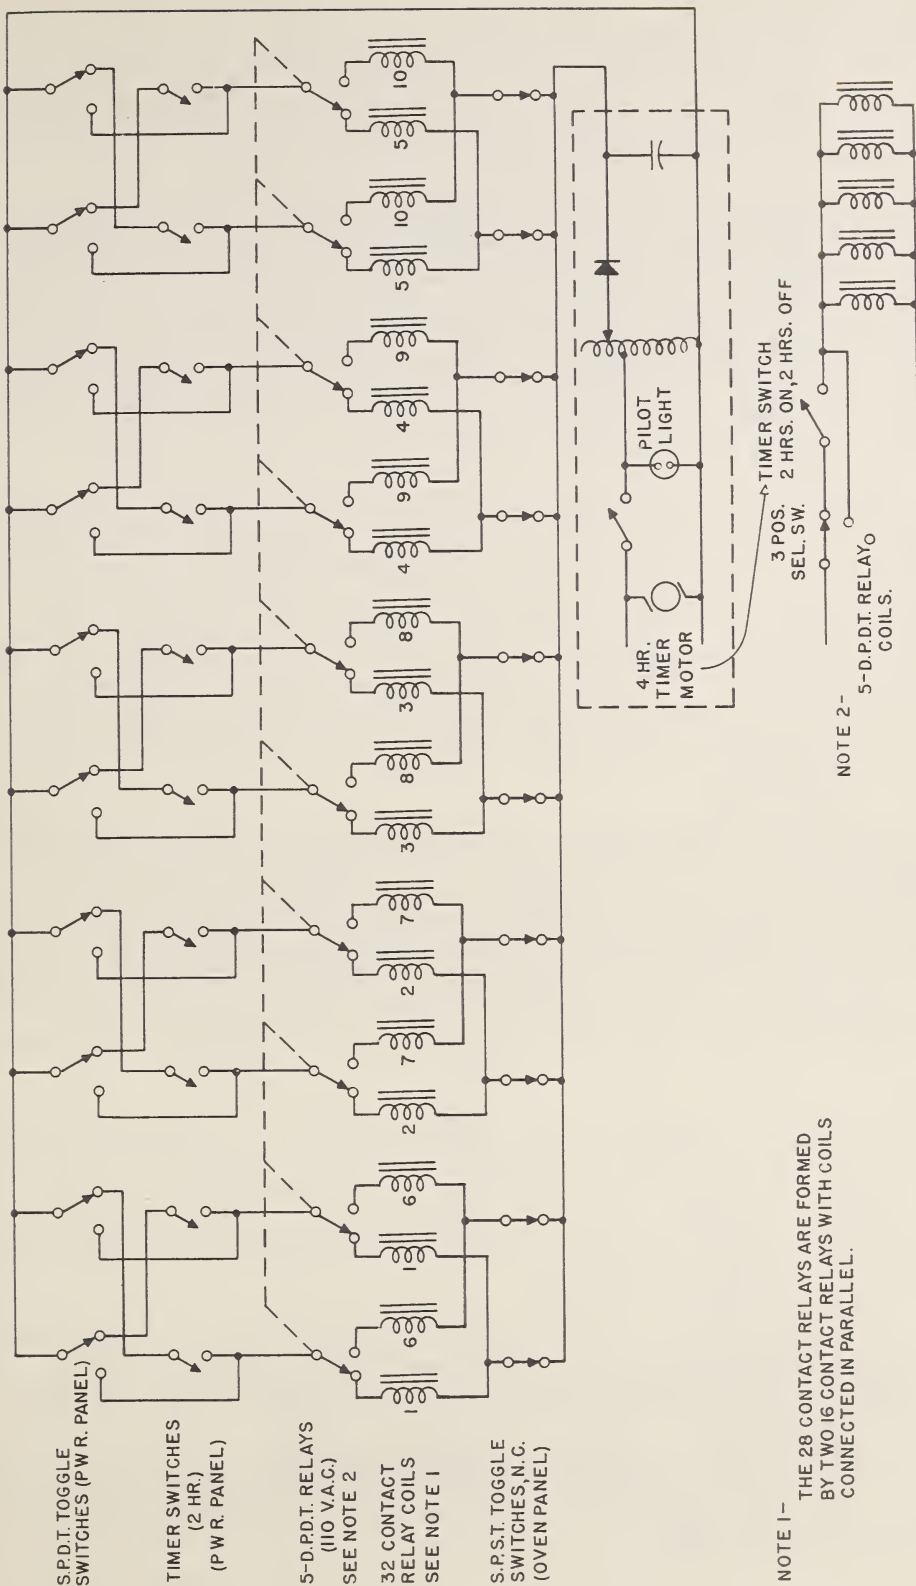 S.P.D.T. TOGGLE
SWITCHES (PWR. PANEL)
TIMER SWITCHES
(2 HR.)
(PWR. PANEL)
5-D.P.D.T. RELAYS
(110 V.A.C.)
SEE NOTE 2
32 CONTACT
RELAY COILS
SEE NOTE 1
1 6 1 6 2 7 2 7 3 8 3 8 4 9 4 9 5 10 5 10
S.P.S.T. TOGGLE
SWITCHES, N.C.
(OVEN PANEL)
4 HR.
TIMER
MOTOR
PILOT
LIGHT
TIMER SWITCH
2 HRS. ON, 2 HRS. OFF
3 POS.
SEL. SW.
NOTE 1-
THE 28 CONTACT RELAYS ARE FORMED
BY TWO 16 CONTACT RELAYS WITH COILS
CONNECTED IN PARALLEL.
NOTE 2-
5-D.P.D.T. RELAY
COILS.